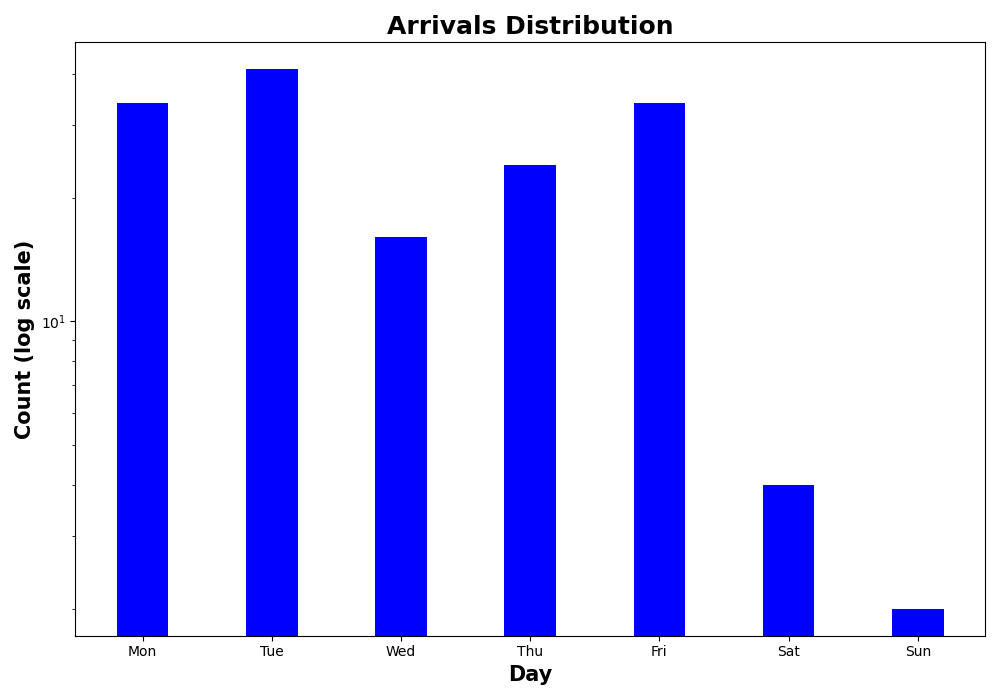 Arrivals Distribution
Count (log scale)
10¹
Mon Tue Wed Thu Fri Sat Sun
Day